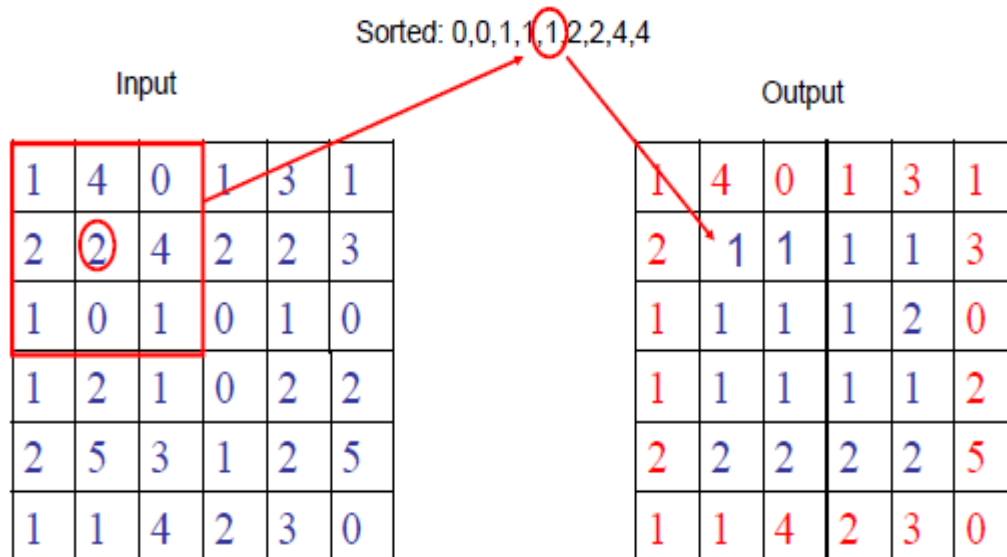 Sorted: 0,0,1,1,1,2,2,4,4
Input
Output
1 4 0 1 3 1
2 2 4 2 2 3
1 0 1 0 1 0
1 2 1 0 2 2
2 5 3 1 2 5
1 1 4 2 3 0
1 4 0 1 3 1
2 1 1 1 1 3
1 1 1 1 2 0
1 1 1 1 1 2
2 2 2 2 2 5
1 1 4 2 3 0